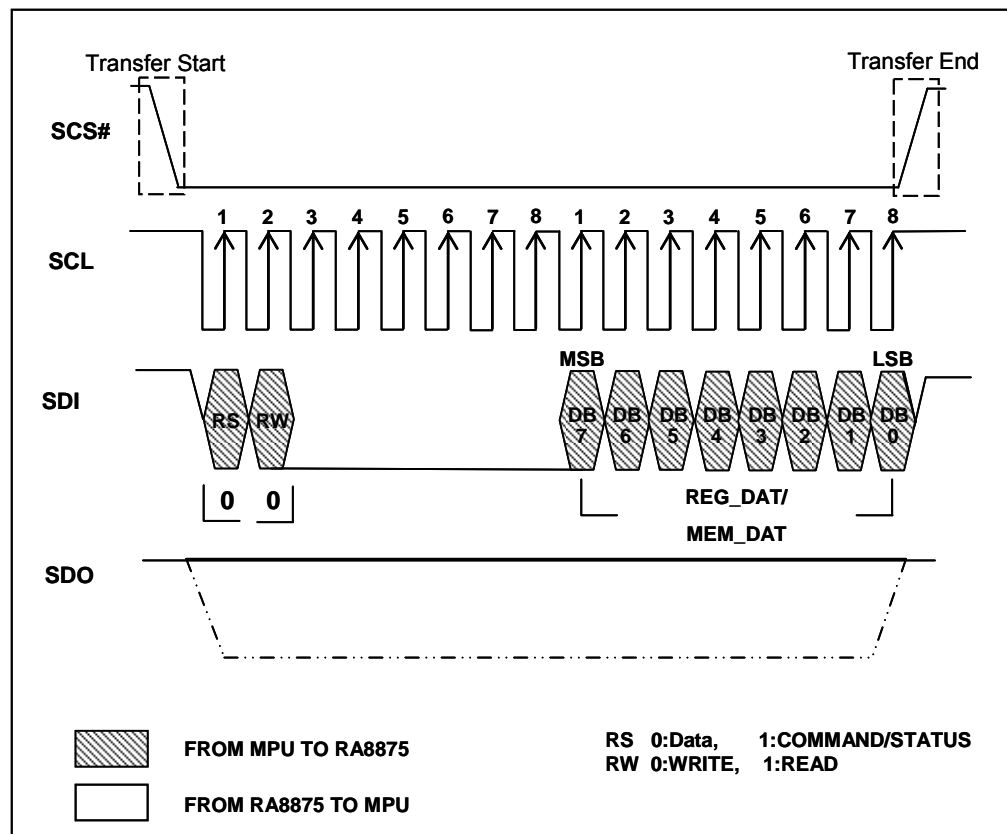 Transfer Start
Transfer End
SCS#
1 2 3 4 5 6 7 8 1 2 3 4 5 6 7 8
SCL
MSB LSB
SDI
RS RW DB 7 DB 6 DB 5 DB 4 DB 3 DB 2 DB 1 DB 0
0 0
REG_DAT/
MEM_DAT
SDO
FROM MPU TO RA8875
RS 0:Data, 1:COMMAND/STATUS
RW 0:WRITE, 1:READ
FROM RA8875 TO MPU